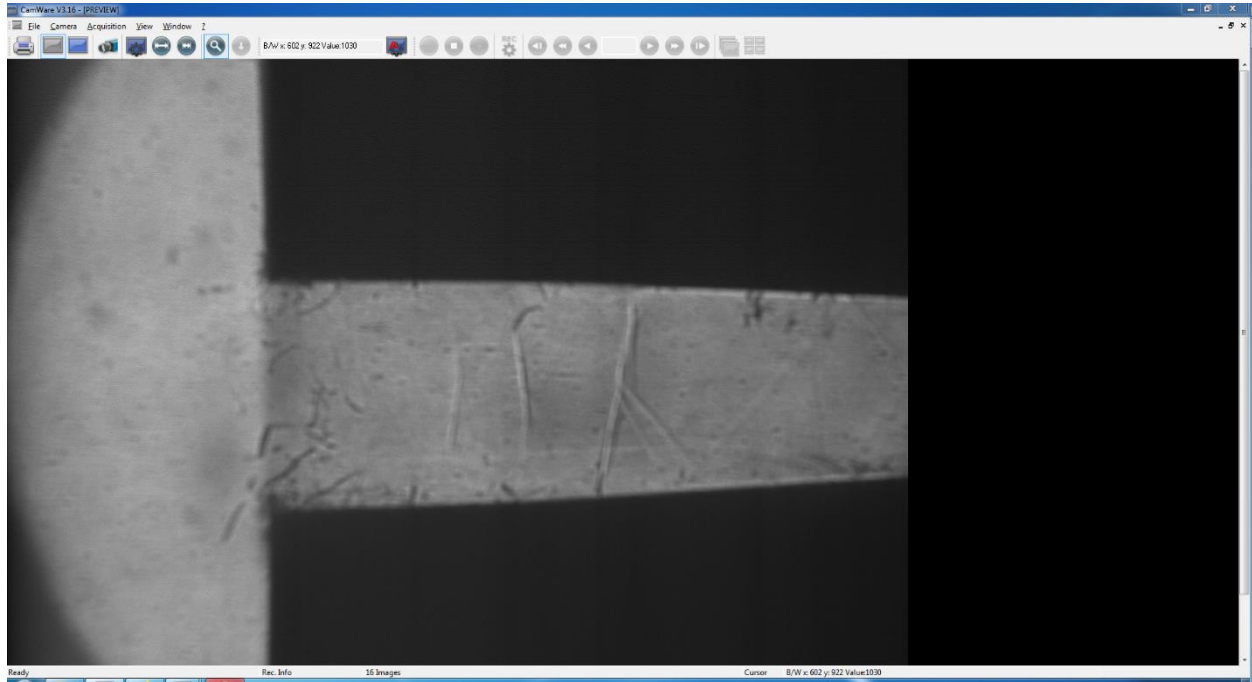 CamWare V3.16 - [PREVIEW]
File Camera Acquisition View Window ?
B/W x: 602 y: 922 Value:1030
REC
Ready Rec. Info 16 Images Cursor B/W x: 602 y: 922 Value:1030